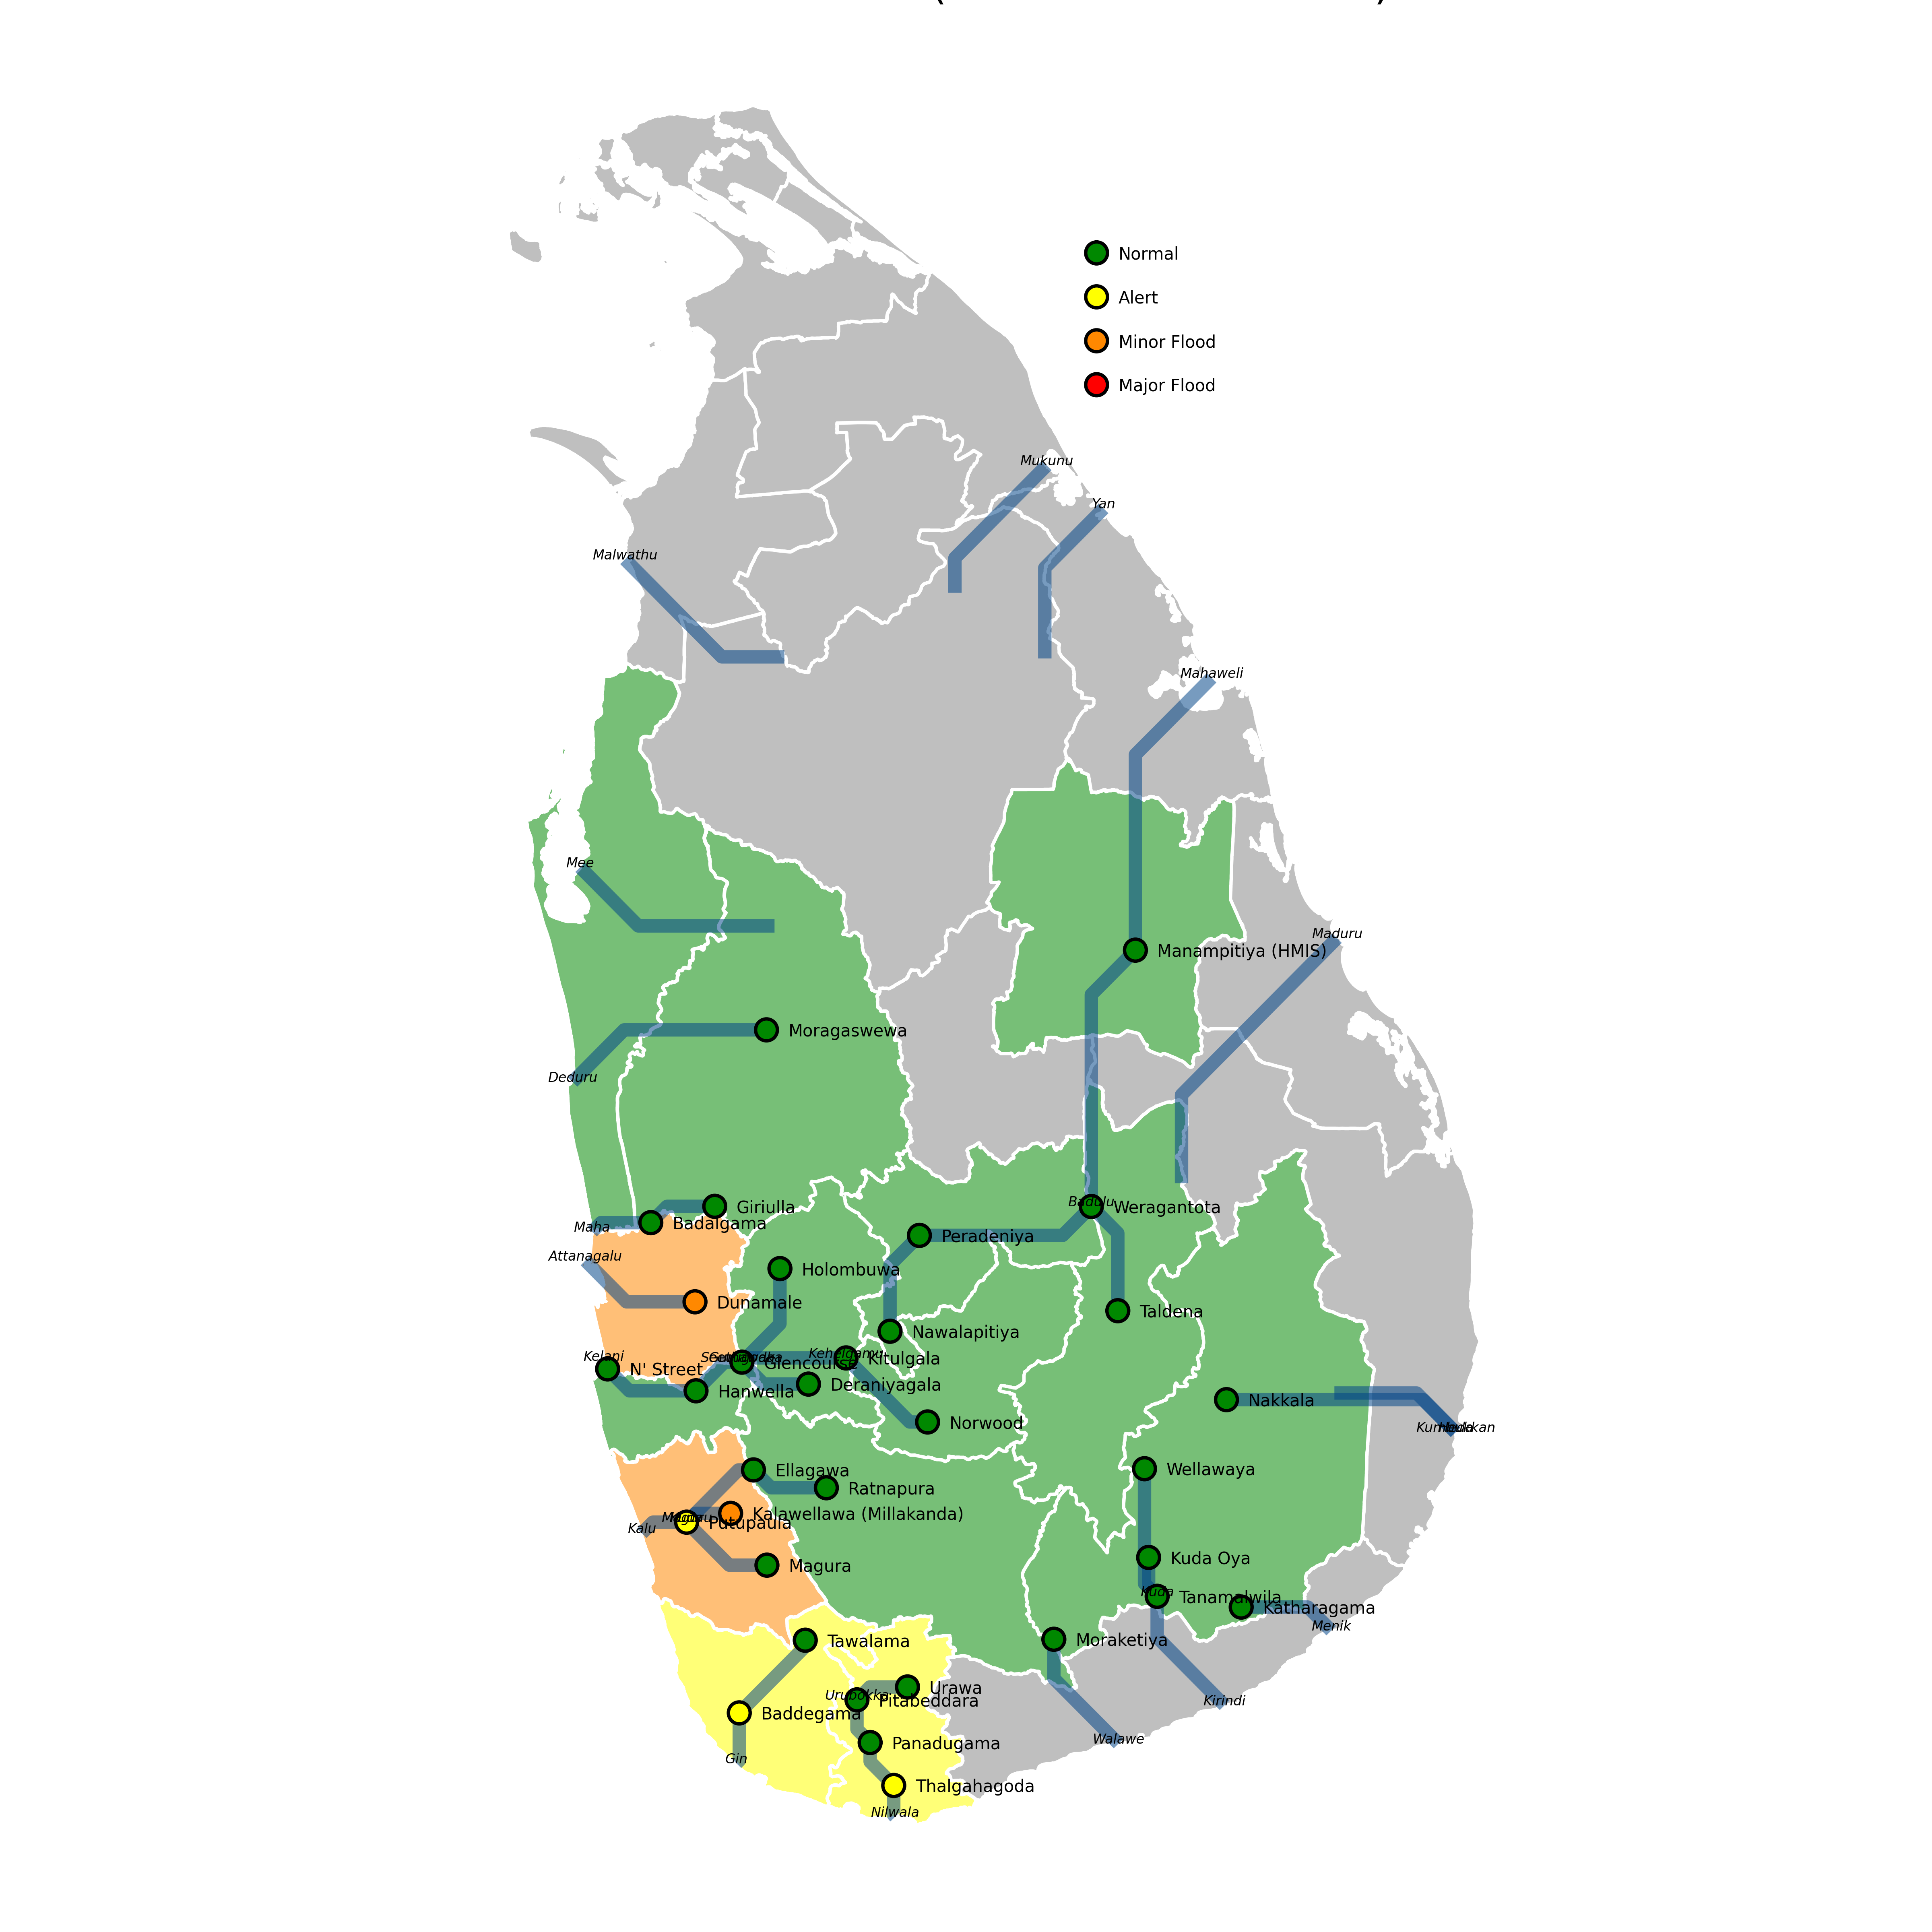 Normal
Alert
Minor Flood
Major Flood
Mukunu
Yan
Malwathu
Mahaweli
Mee
Maduru
Manampitiya (HMIS)
Moragaswewa
Deduru
Badulu
Giriulla
Weragantota
Badalgama
Maha
Peradeniya
Attanagalu
Holombuwa
Dunamale
Taldena
Nawalapitiya
Kehelgamu
Kelani
Glencourse
Kitulgala
N' Street
Deraniyagala
Hanwella
Nakkala
Norwood
Ellagawa
Wellawaya
Ratnapura
Kalawellawa (Millakanda)
Putupaula
Kalu
Kuda Oya
Magura
Kuda
Tanamalwila
Katharagama
Menik
Tawalama
Moraketiya
Urawa
Urubokka
Pitabeddara
Kirindi
Baddegama
Walawe
Panadugama
Gin
Thalgahagoda
Nilwala